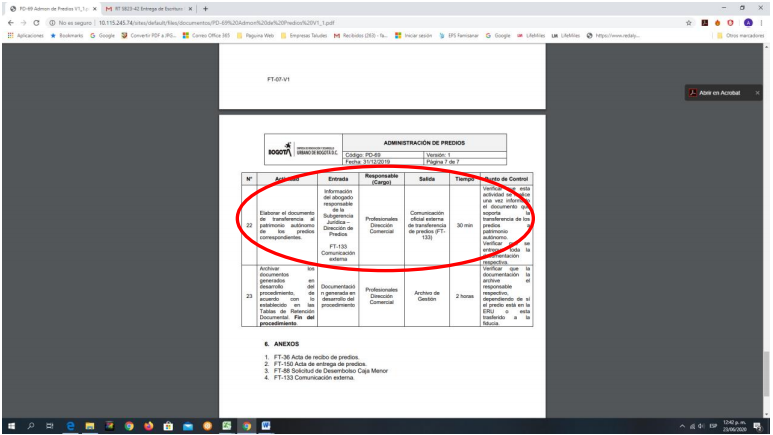 PD-69 Admon de Predios V1_1.p
M RT 5823-42 Entrega de Escritura
No es seguro | 10.115.245.74/sites/default/files/documentos/PD-69%20Admon%20de%20Predios%20V1_1.pdf
Aplicaciones Bookmarks Google Convertir PDF a JPG... Correo Office 365 Pagina Web Empresas Taludes Recibidos (263) - fa... Iniciar sesión EPS Famisanar Google LifeMiles LifeMiles https://www.redaly... Otros marcadores
FT-07-V1
Abrir en Acrobat
BOGOTÁ
URBANO DE BOGOTÁ D.C.
ADMINISTRACIÓN DE PREDIOS
Código: PD-69 Versión: 1
Fecha: 31/12/2019 Página 7 de 7
N° Actividad Entrada Responsable (Cargo) Salida Tiempo Punto de Control
22
Elaborar el documento
de transferencia al
patrimonio autónomo
de los predios
correspondientes.
Información
del abogado
responsable
de la
Subgerencia
Jurídica –
Dirección de
Predios
FT-133
Comunicación
externa
Profesionales
Dirección
Comercial
Comunicación
oficial externa
de transferencia
de predios (FT-
133)
30 min
Verificar que esta
actividad se realice
una vez informado
el documento que
soporta la
transferencia de los
predios a
patrimonio
autónomo.
Verificar que se
entregue toda la
documentación
respectiva.
23
Archivar los
documentos
generados en
desarrollo del
procedimiento, de
acuerdo con lo
establecido en las
Tablas de Retención
Documental. Fin del
procedimiento
Documentació
n generada en
desarrollo del
procedimiento
Profesionales
Dirección
Comercial
Archivo de
Gestión
2 horas
Verificar que la
documentación la
archive el
responsable
respectivo,
dependiendo de si
el predio está en la
ERU o esta
trasferido a la
fiducia.
6. ANEXOS
1. FT-36 Acta de recibo de predios.
2. FT-150 Acta de entrega de predios.
3. FT-88 Solicitud de Desembolso Caja Menor
4. FT-133 Comunicación externa.
ESP
12:42 p. m.
23/06/2020